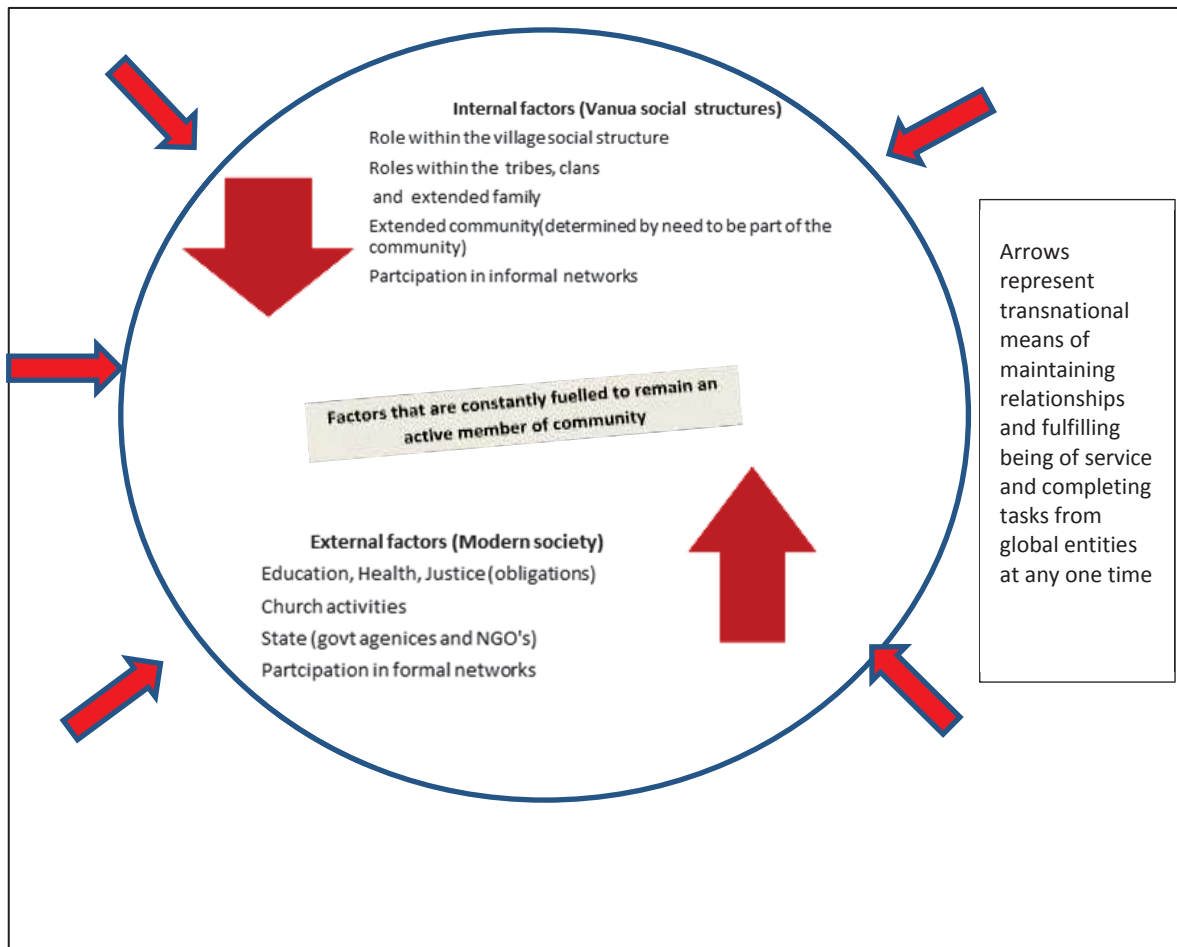 Internal factors (Vanua social structures)
Role within the village social structure
Roles within the tribes, clans
and extended family
Extended community(determined by need to be part of the
community)
Partcipation in informal networks
Factors that are constantly fuelled to remain an
active member of community
External factors (Modern society)
Education, Health, Justice (obligations)
Church activities
State (govt agenices and NGO's)
Partcipation in formal networks
Arrows
represent
transnational
means of
maintaining
relationships
and fulfilling
being of service
and completing
tasks from
global entities
at any one time